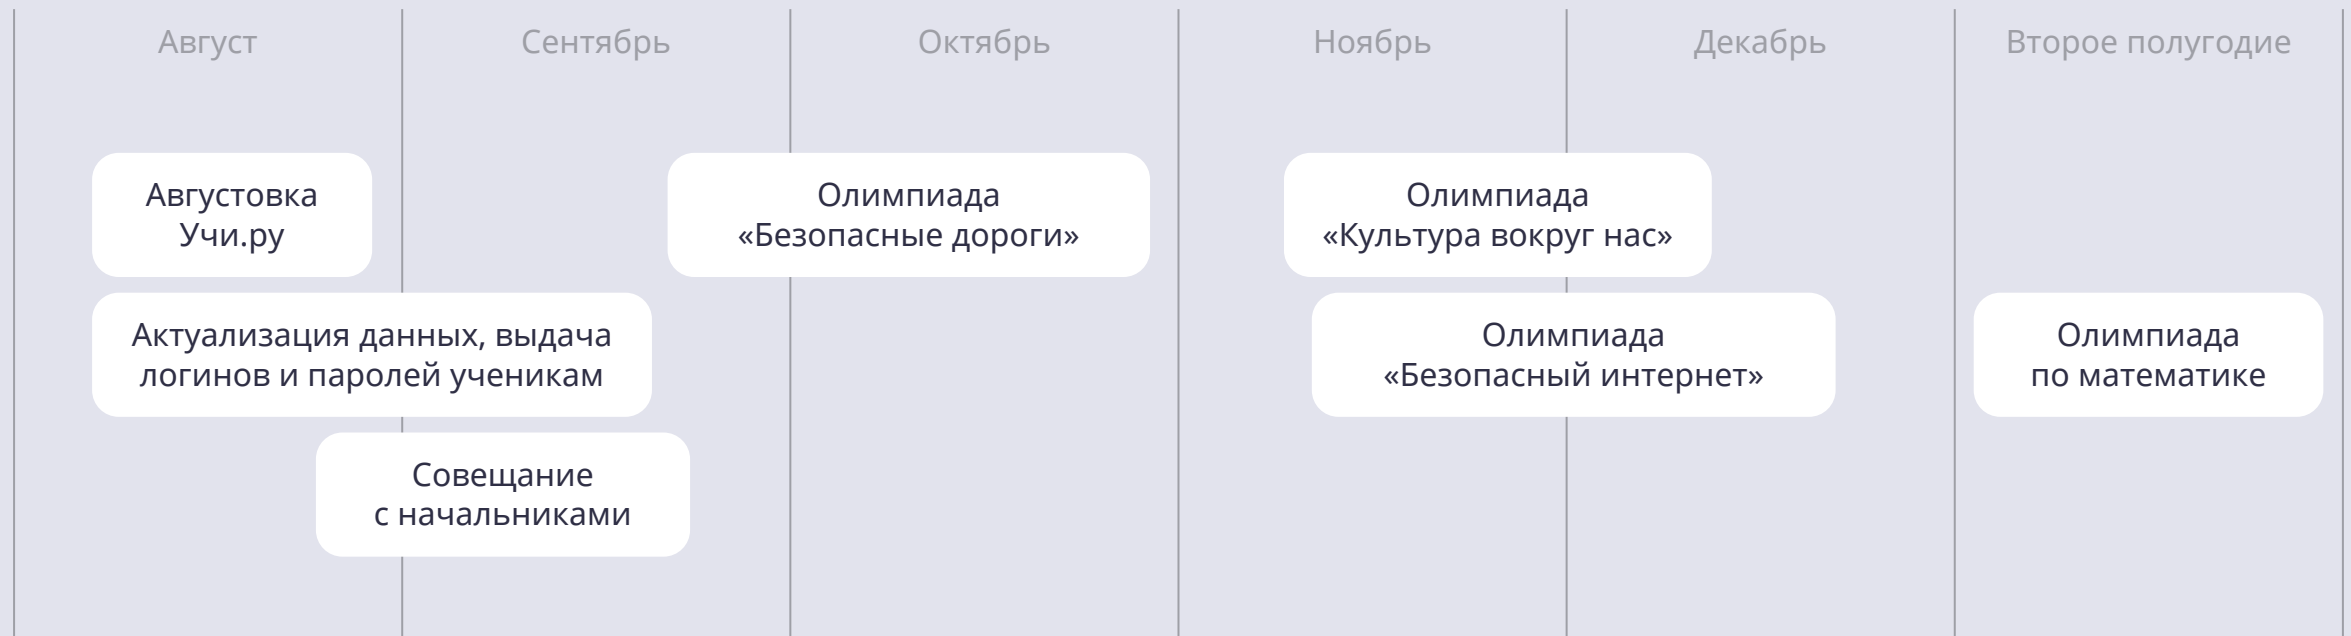 Август
Сентябрь
Октябрь
Ноябрь
Декабрь
Второе полугодие
Августовка
Учи.ру
Олимпиада
«Безопасные дороги»
Олимпиада
«Культура вокруг нас»
Актуализация данных, выдача
логинов и паролей ученикам
Олимпиада
«Безопасный интернет»
Олимпиада
по математике
Совещание
с начальниками